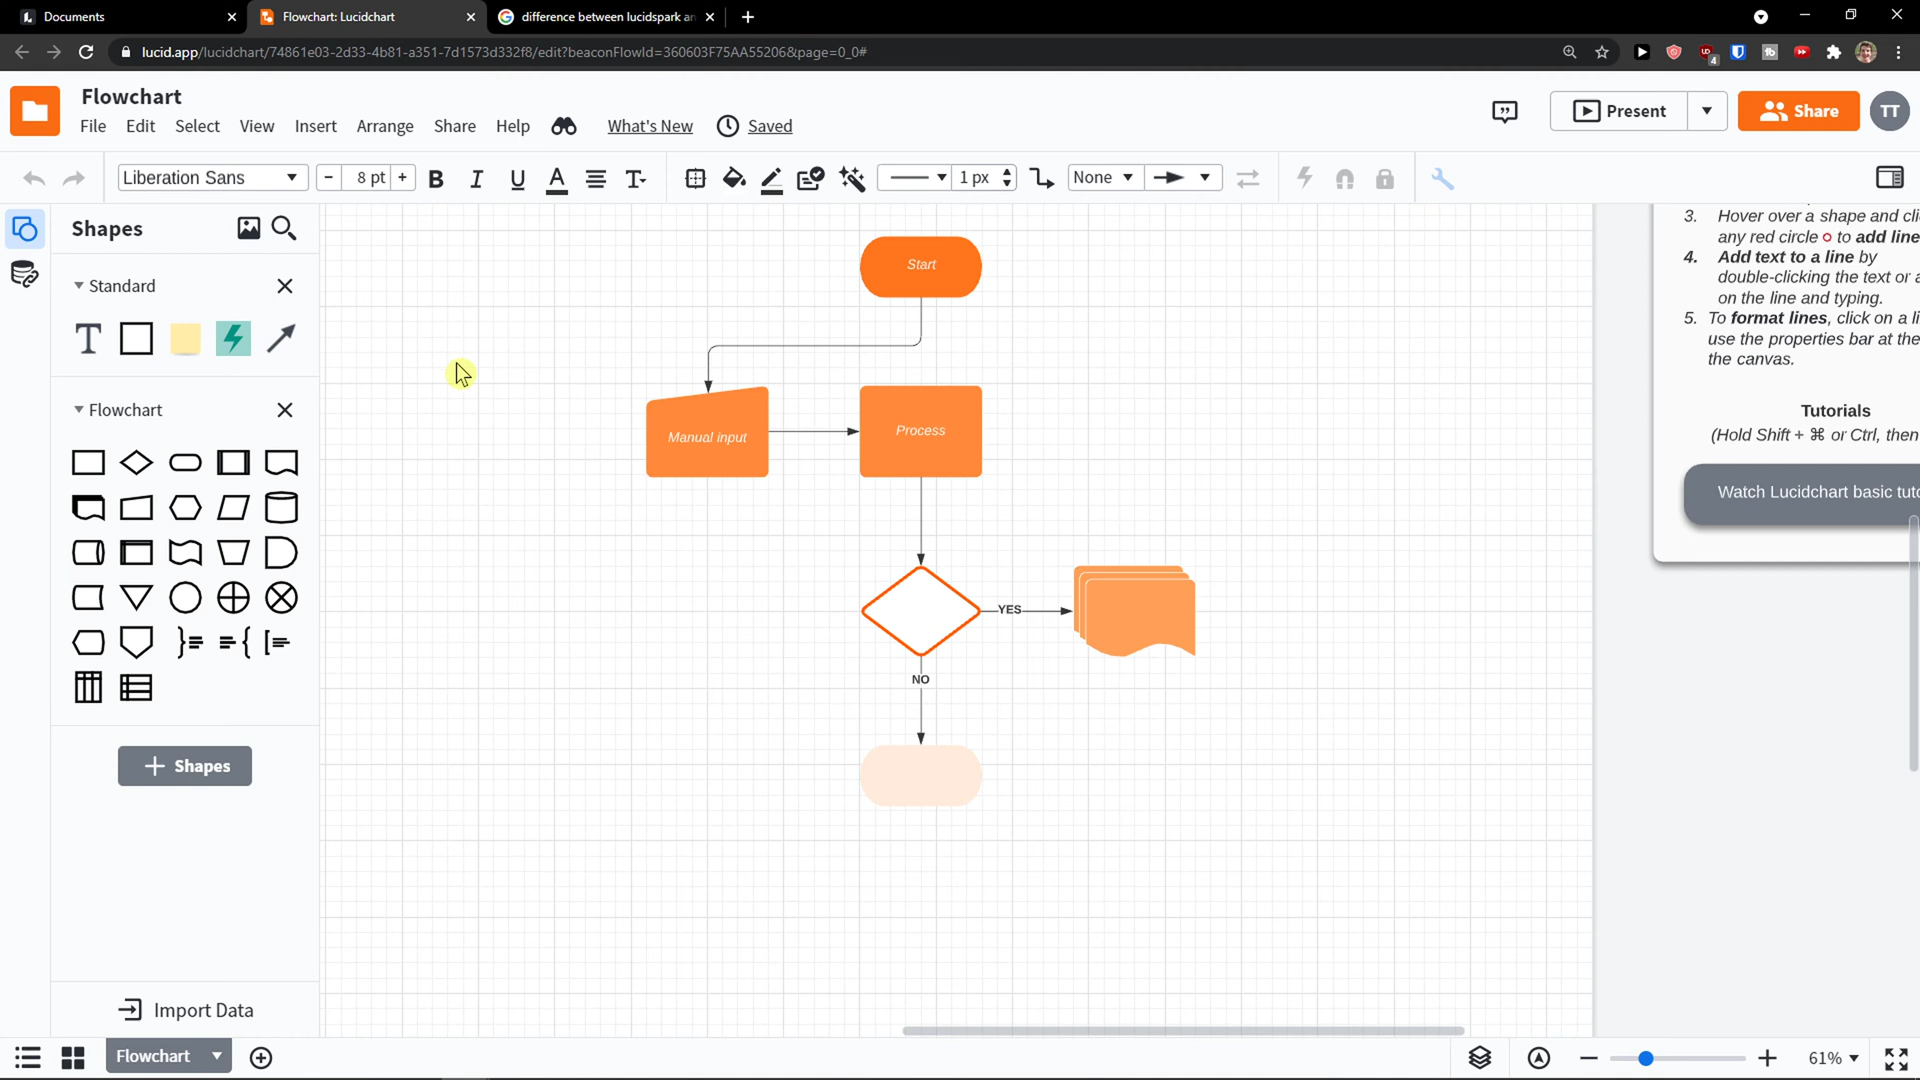 Documents
Flowchart: Lucidchart
difference between lucidspark an
lucid.app/lucidchart/74861e03-2d33-4b81-a351-7d1573d332f8/edit?beaconFlowId=360603F75AA55206&page=0_0#
Flowchart
File Edit Select View Insert Arrange Share Help What's New Saved
Present
Share
TT
Liberation Sans
8 pt
1 px
None
Shapes
Standard
Flowchart
Shapes
Import Data
Start
Manual input
Process
YES
NO
3. Hover over a shape and cli
any red circle to add line
4. Add text to a line by
double-clicking the text or a
on the line and typing.
5. To format lines, click on a li
use the properties bar at the
the canvas.
Tutorials
(Hold Shift + ⌘ or Ctrl, then
Watch Lucidchart basic tuto
Flowchart
61%